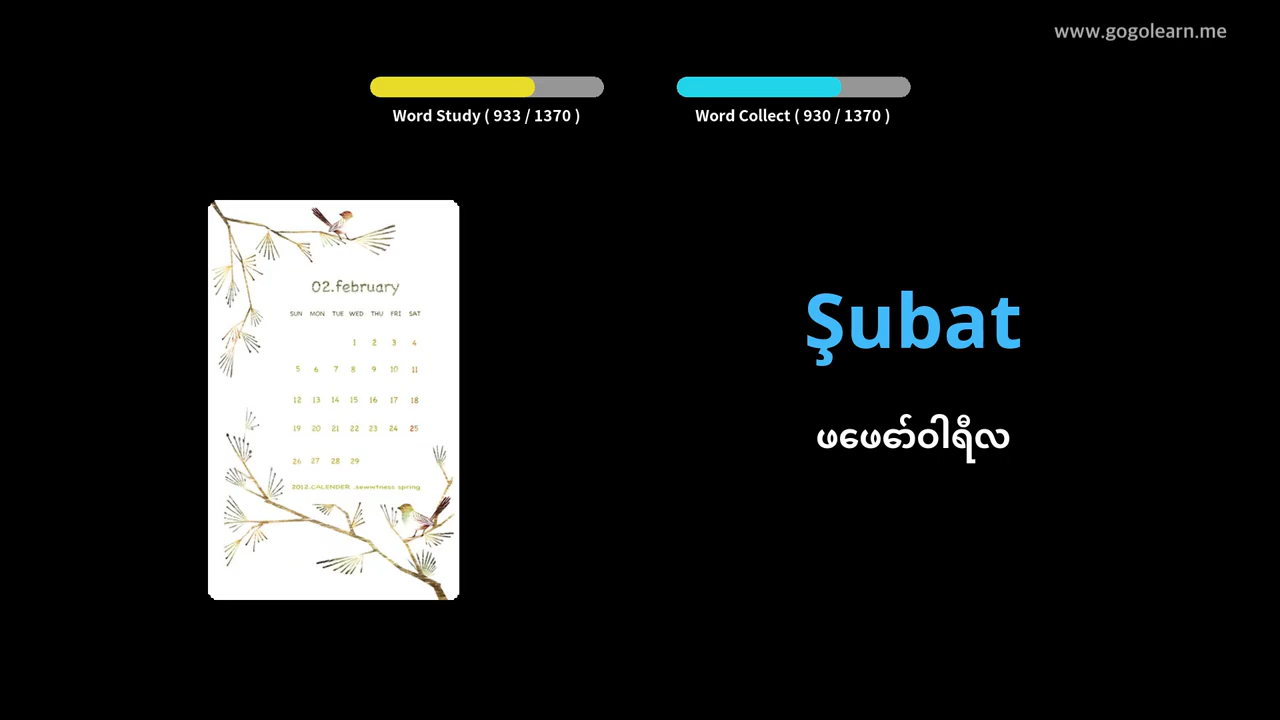 www.gogolearn.me
Word Study ( 933 / 1370 )
Word Collect ( 930 / 1370 )
02.february
SUN MON TUE WED THU FRI SAT
1 2 3 4
5 6 7 8 9 10 11
12 13 14 15 16 17 18
19 20 21 22 23 24 25
26 27 28 29
2012.CALENDER .sewwtness spring
Şubat
ဖဖေော်ဝါရီလ